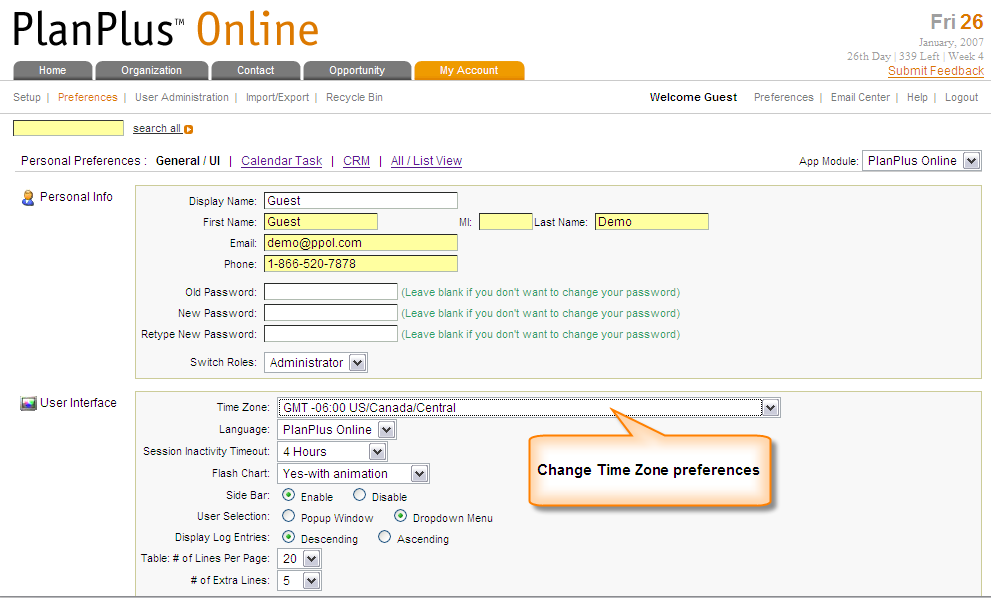 PlanPlus™ Online
Fri 26
January, 2007
26th Day | 339 Left | Week 4
Submit Feedback
Home Organization Contact Opportunity My Account
Setup | Preferences | User Administration | Import/Export | Recycle Bin
Welcome Guest Preferences | Email Center | Help | Logout
search all
Personal Preferences : General / UI | Calendar Task | CRM | All / List View
App Module: PlanPlus Online
Personal Info
Display Name: Guest
First Name: Guest MI: Last Name: Demo
Email: demo@ppol.com
Phone: 1-866-520-7878
Old Password: (Leave blank if you don't want to change your password)
New Password: (Leave blank if you don't want to change your password)
Retype New Password: (Leave blank if you don't want to change your password)
Switch Roles: Administrator
User Interface
Time Zone: GMT -06:00 US/Canada/Central
Language: PlanPlus Online
Session Inactivity Timeout: 4 Hours
Flash Chart: Yes-with animation
Side Bar: Enable Disable
User Selection: Popup Window Dropdown Menu
Display Log Entries: Descending Ascending
Table: # of Lines Per Page: 20
# of Extra Lines: 5
Change Time Zone preferences